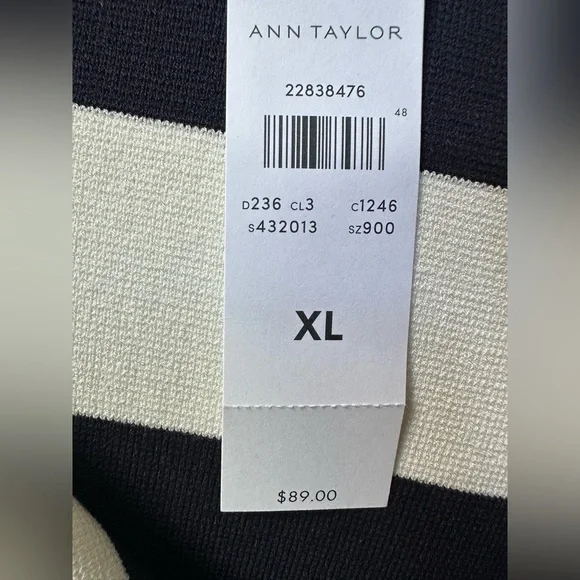 ANN TAYLOR
22838476
48
D236 CL3 C1246
S432013 SZ900
XL
$89.00